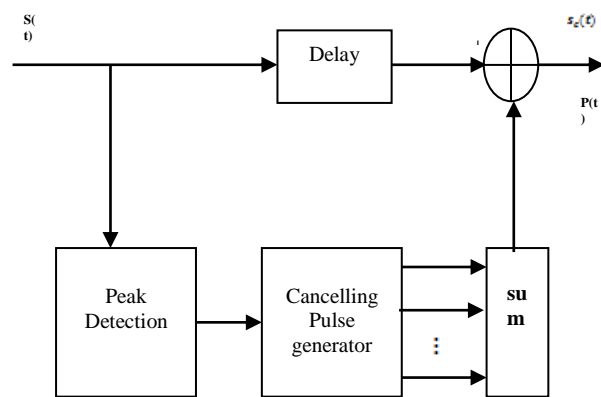 S(
t)
Delay
s_c(t)
P(t
)
Peak
Detection
Cancelling
Pulse
generator
⋮
su
m